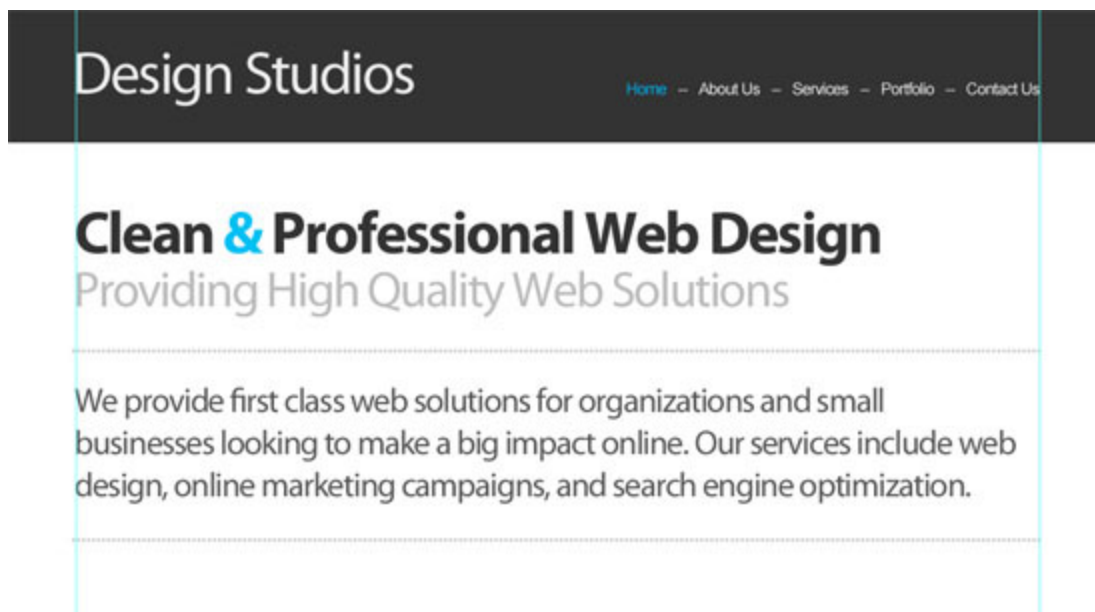 Design Studios
Home – About Us – Services – Portfolio – Contact Us
Clean & Professional Web Design
Providing High Quality Web Solutions
We provide first class web solutions for organizations and small
businesses looking to make a big impact online. Our services include web
design, online marketing campaigns, and search engine optimization.